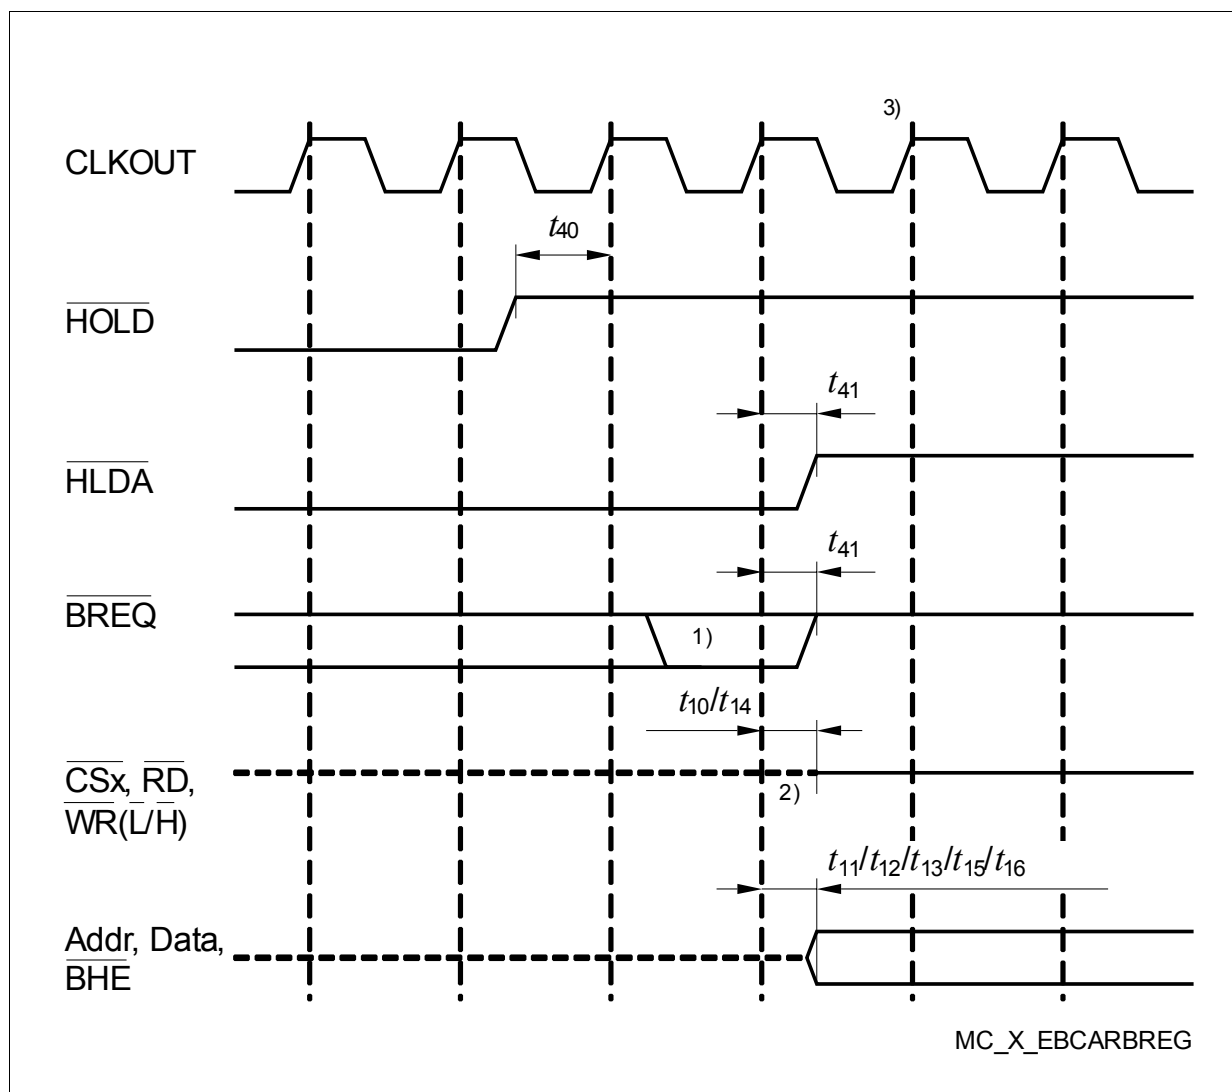 3)
CLKOUT
t40
HOLD
t41
HLDA
t41
BREQ
1)
t10/t14
CSx, RD,
WR(L/H)
2)
t11/t12/t13/t15/t16
Addr, Data,
BHE
MC_X_EBCARBREG